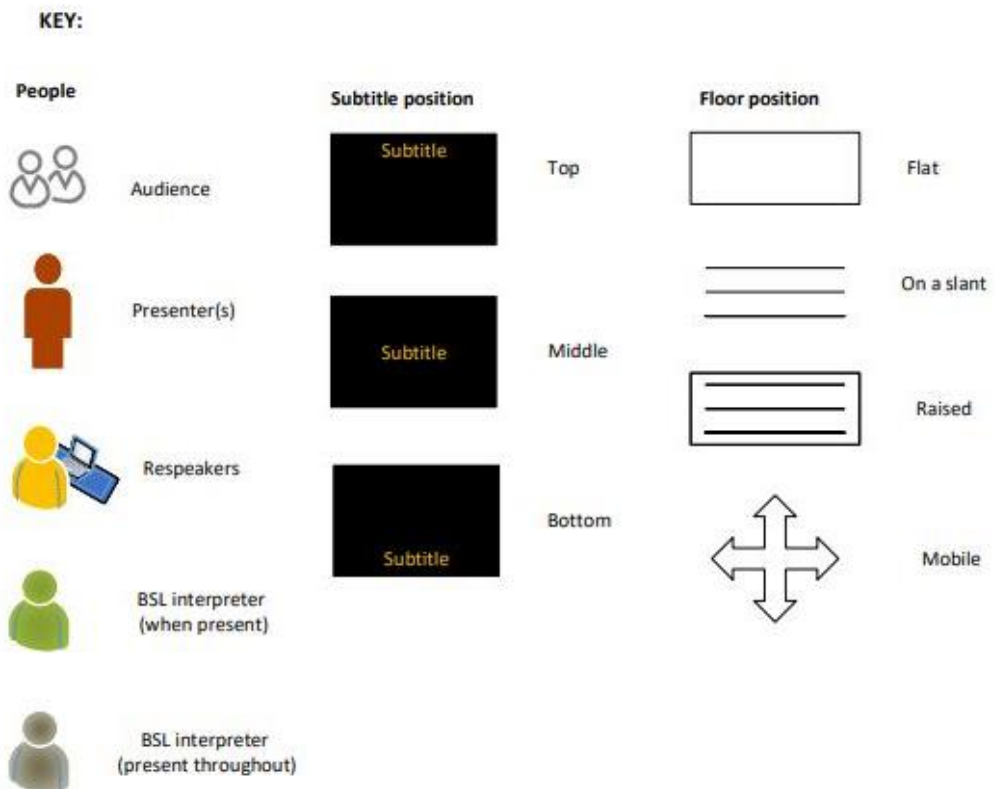 KEY:
People
Audience
Presenter(s)
Respeakers
BSL interpreter
(when present)
BSL interpreter
(present throughout)
Subtitle position
Subtitle
Top
Subtitle
Middle
Subtitle
Bottom
Floor position
Flat
On a slant
Raised
Mobile